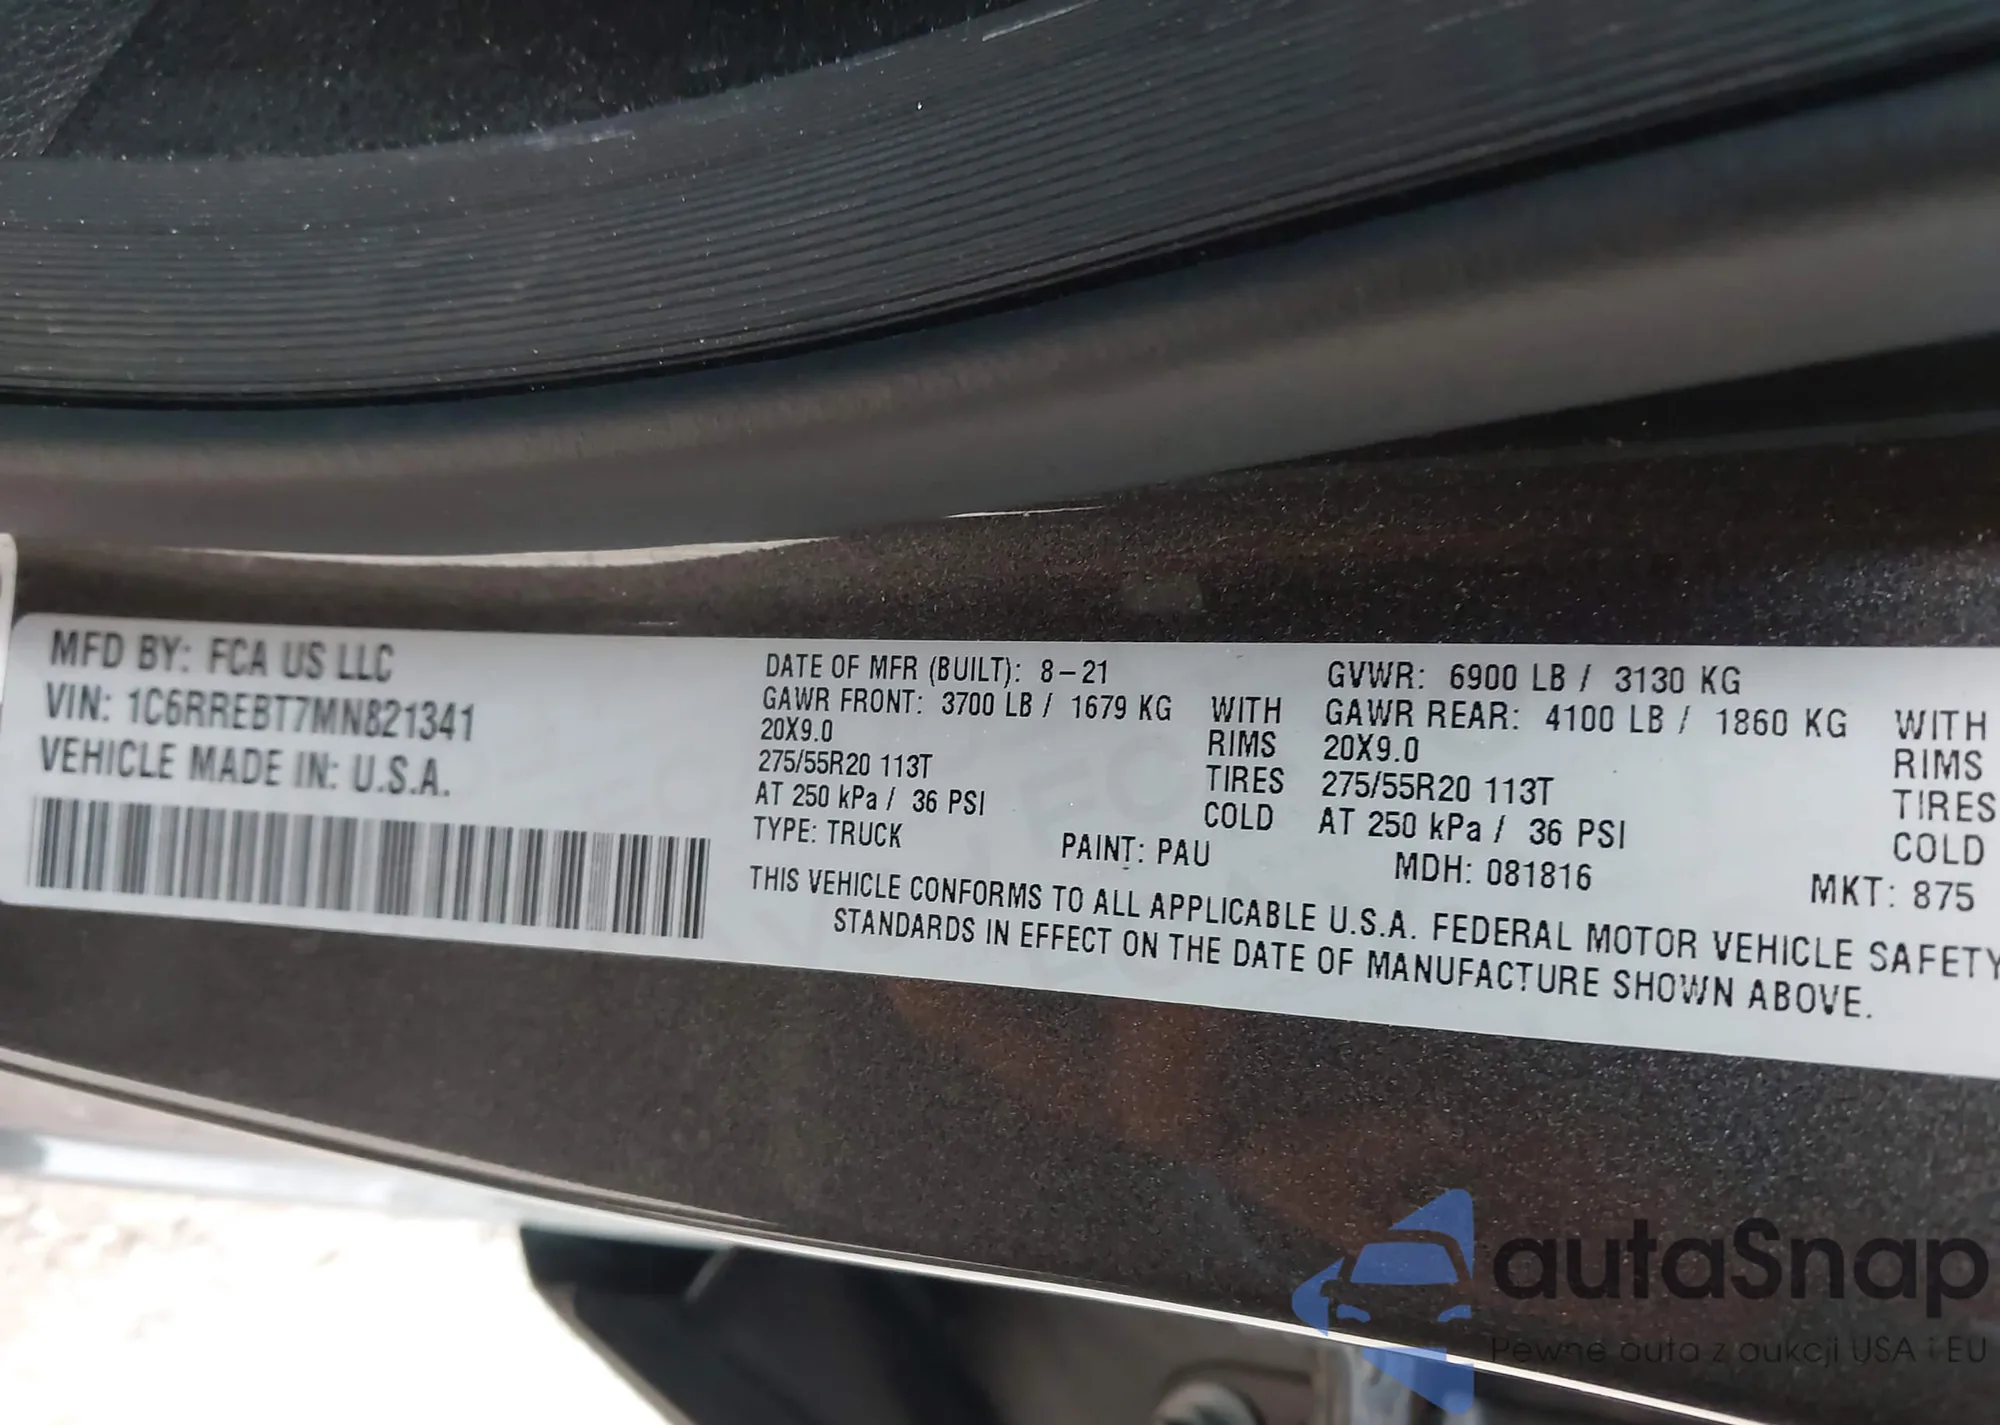 MFD BY: FCA US LLC
VIN: 1C6RREBT7MN821341
VEHICLE MADE IN: U.S.A.
DATE OF MFR (BUILT): 8-21
GAWR FRONT: 3700 LB / 1679 KG WITH
20X9.0 RIMS
275/55R20 113T TIRES
AT 250 kPa / 36 PSI COLD
TYPE: TRUCK PAINT: PAU
GVWR: 6900 LB / 3130 KG
GAWR REAR: 4100 LB / 1860 KG WITH
20X9.0 RIMS
275/55R20 113T TIRES
AT 250 kPa / 36 PSI COLD
MDH: 081816 MKT: 875
THIS VEHICLE CONFORMS TO ALL APPLICABLE U.S.A. FEDERAL MOTOR VEHICLE SAFETY
STANDARDS IN EFFECT ON THE DATE OF MANUFACTURE SHOWN ABOVE.
autaSnap
Pewne auta z aukcji USA i EU